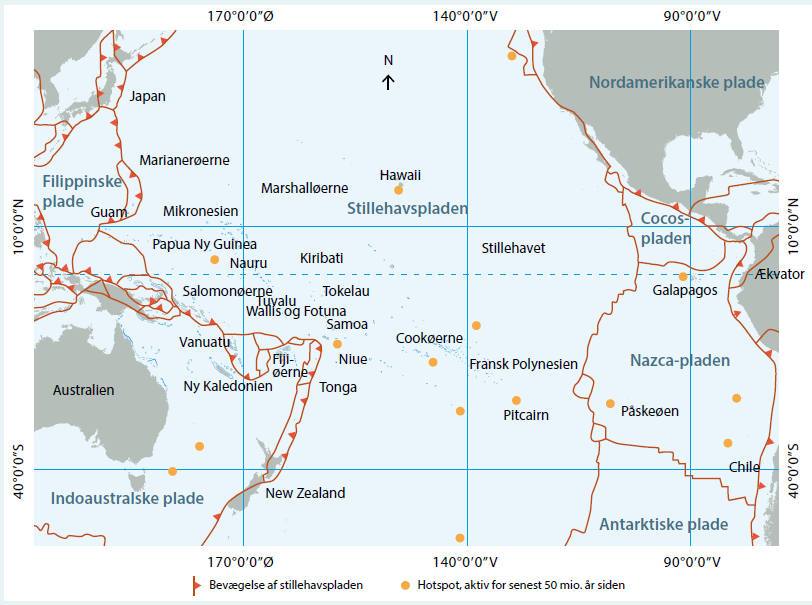 170°0'0"Ø
140°0'0"V
90°0'0"V
N
Nordamerikanske plade
Japan
Marianerøerne
Hawaii
Filippinske
plade
Marshalløerne
Stillehavspladen
Guam
Mikronesien
Cocos-
pladen
10°0'0"N
10°0'0"N
Papua Ny Guinea
Nauru
Kiribati
Stillehavet
Ækvator
Salomonøerne
Tuvalu
Tokelau
Galapagos
Wallis og Fotuna
Samoa
Vanuatu
Cookøerne
Fiji-
øerne
Niue
Fransk Polynesien
Nazca-pladen
Australien
Ny Kaledonien
Tonga
Pitcairn
Påskeøen
40°0'0"S
40°0'0"S
Chile
Indoaustralske plade
New Zealand
Antarktiske plade
170°0'0"Ø
140°0'0"V
90°0'0"V
Bevægelse af stillehavspladen
Hotspot, aktiv for senest 50 mio. år siden